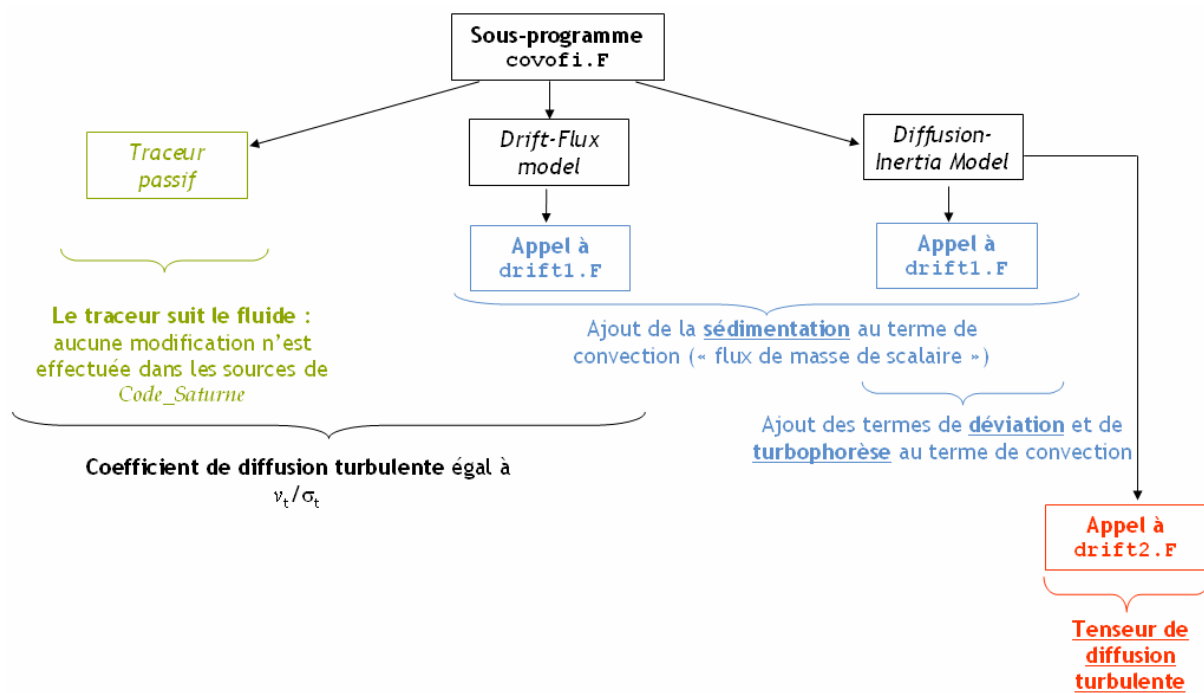 Sous-programme
covofi.F
Traceur
passif
Drift-Flux
model
Diffusion-
Inertia Model
Appel à
drift1.F
Appel à
drift1.F
Le traceur suit le fluide :
aucune modification n'est
effectuée dans les sources de
Code_Saturne
Ajout de la sédimentation au terme de
convection (« flux de masse de scalaire »)
Ajout des termes de déviation et de
turbophorèse au terme de convection
Coefficient de diffusion turbulente égal à
νt/σt
Appel à
drift2.F
Tenseur de
diffusion
turbulente